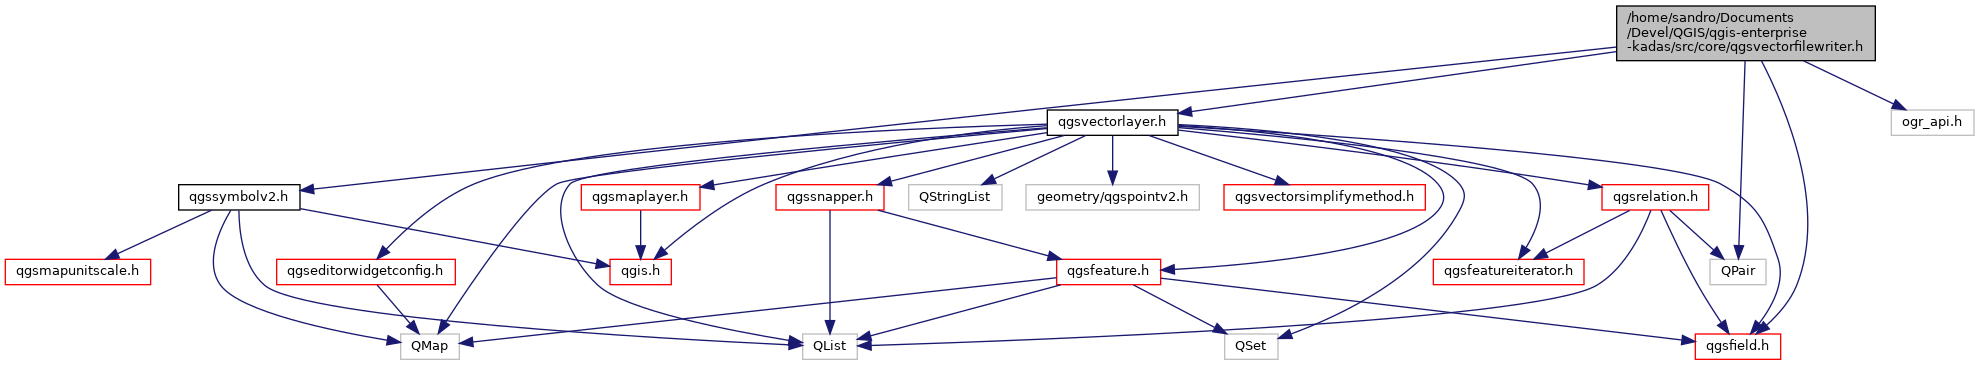 /home/sandro/Documents
/Devel/QGIS/qgis-enterprise
-kadas/src/core/qgsvectorfilewriter.h
qgsvectorlayer.h
ogr_api.h
qgssymbolv2.h
qgsmaplayer.h
qgssnapper.h
QStringList
geometry/qgspointv2.h
qgsvectorsimplifymethod.h
qgsrelation.h
qgsmapunitscale.h
qgseditorwidgetconfig.h
qgis.h
qgsfeature.h
qgsfeatureiterator.h
QPair
QMap
QList
QSet
qgsfield.h